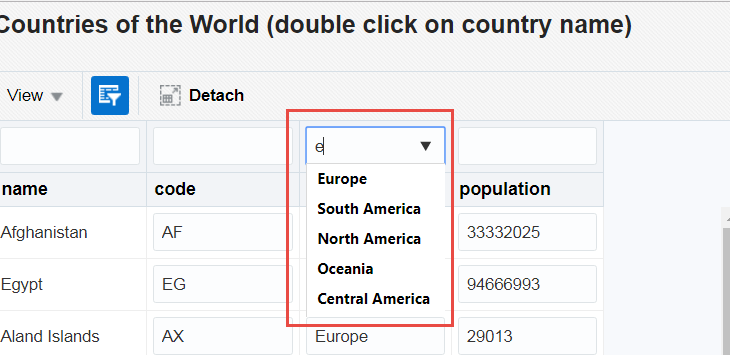 Countries of the World (double click on country name)
View Detach
e
Europe
South America
North America
Oceania
Central America
name code population
Afghanistan AF 33332025
Egypt EG 94666993
Aland Islands AX Europe 29013